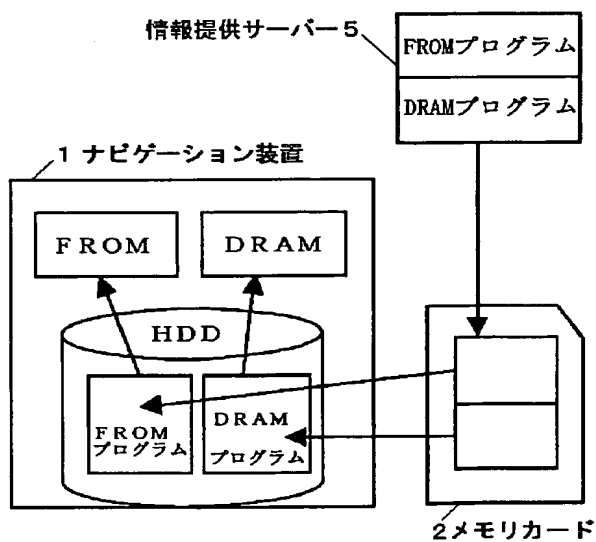 情報提供サーバー5
FROMプログラム
DRAMプログラム
1 ナビゲーション装置
FROM
DRAM
HDD
FROM
プログラム
DRAM
プログラム
2メモリカード